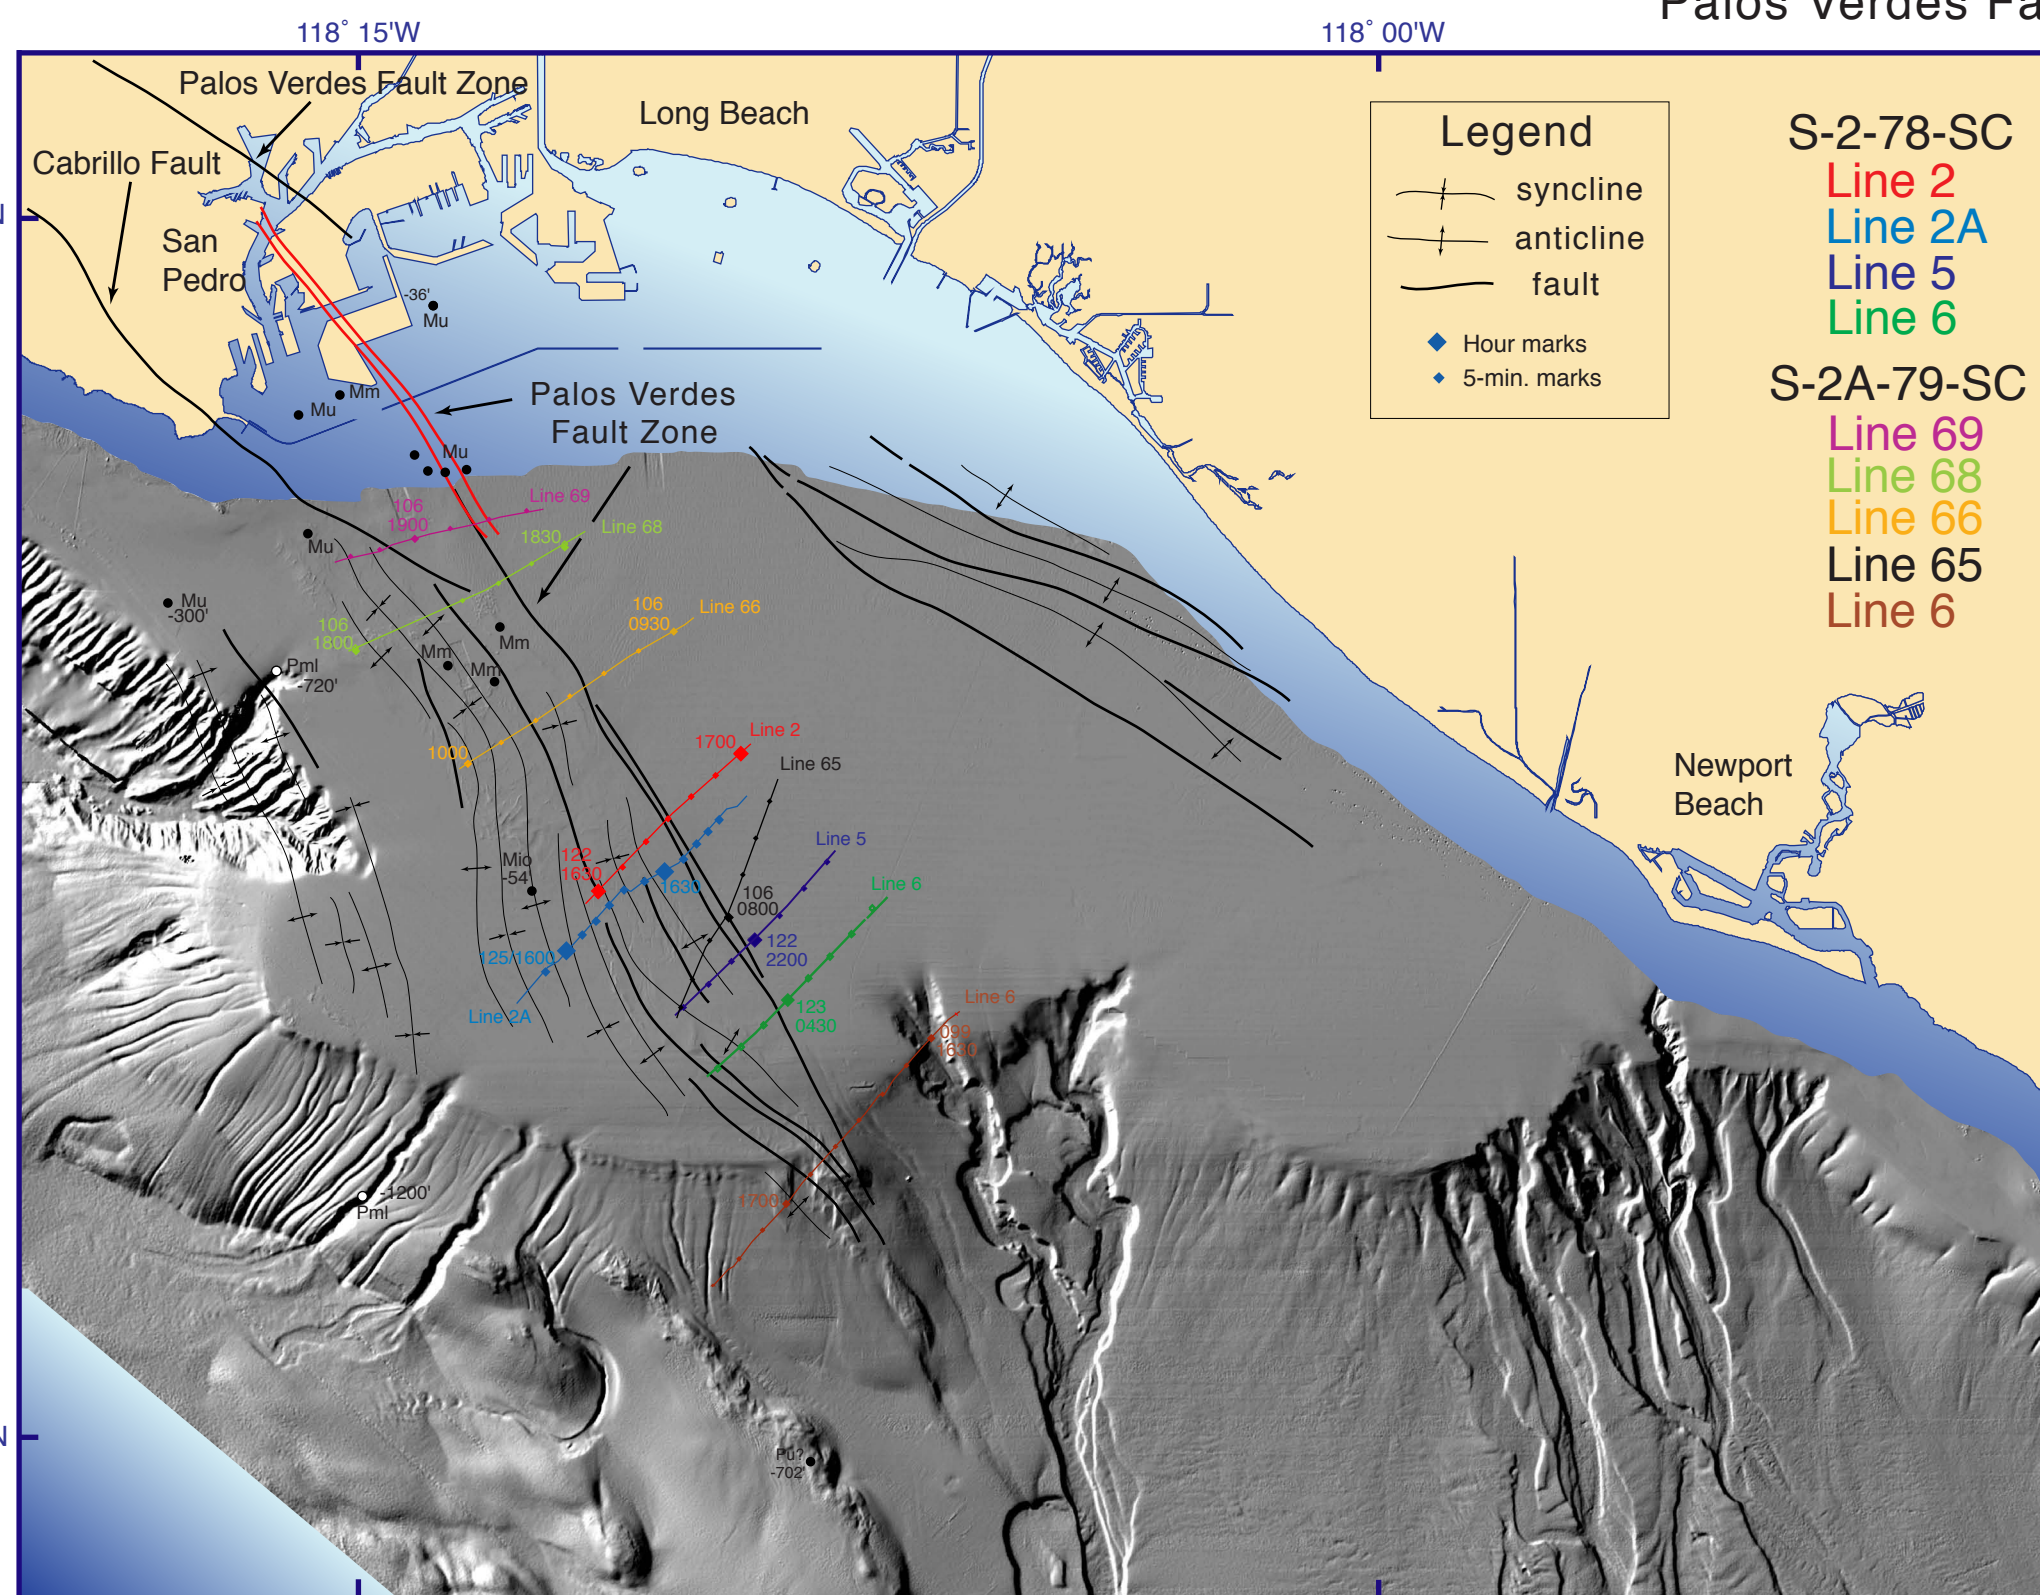 Palos Verdes Fa
118° 15'W
118° 00'W
N
N
Palos Verdes Fault Zone
Long Beach
Cabrillo Fault
San
Pedro
-36'
Mu
Mm
Mu
Palos Verdes
Fault Zone
Mu
Legend
syncline
anticline
fault
Hour marks
5-min. marks
S-2-78-SC
Line 2
Line 2A
Line 5
Line 6
S-2A-79-SC
Line 69
Line 68
Line 66
Line 65
Line 6
106
1900
Line 69
1830
Line 68
Mu
Mu
-300'
106
1800
106
0930
Line 66
Mm
Mm
Mm
Pml
-720'
1000
1700
Line 2
Line 65
Newport
Beach
Line 5
122
1630
Mio
-54'
1630
106
0800
Line 6
122
2200
125/1600
Line 2A
123
0430
Line 6
099
1630
1700
-1200'
Pml
Pu?
-702'